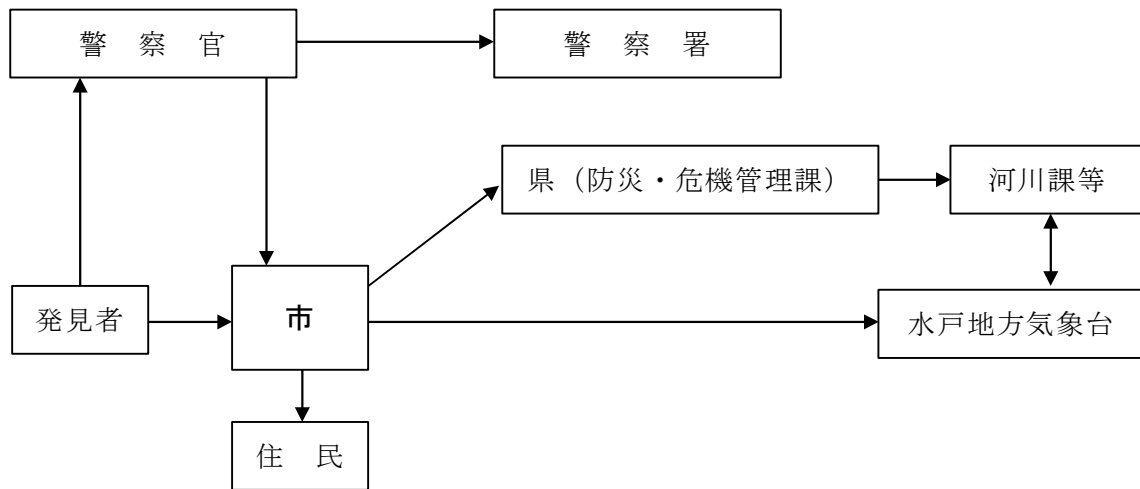 警　察　官
警　察　署
県（防災・危機管理課）
河川課等
発見者
市
水戸地方気象台
住　民